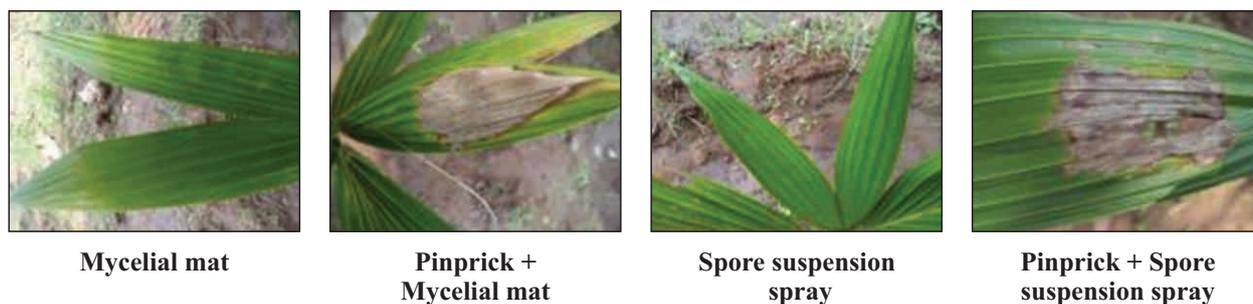 Mycelial mat
Pinprick +
Mycelial mat
Spore suspension
spray
Pinprick + Spore
suspension spray